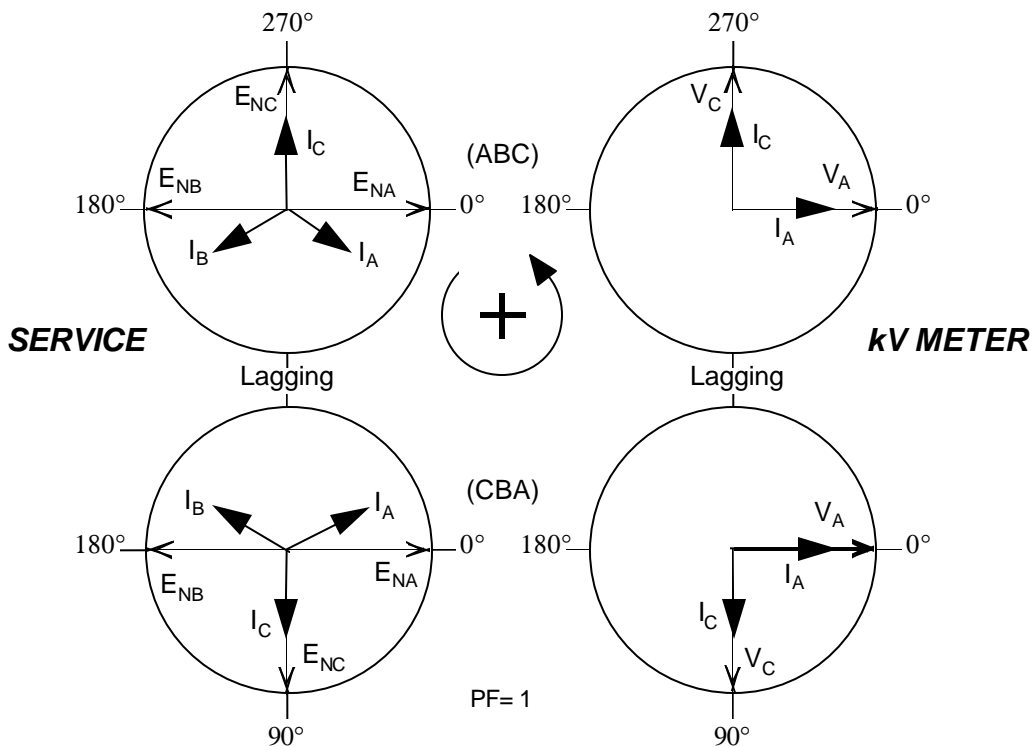 270°
270°
E_NC
I_C
V_C
I_C
(ABC)
E_NB
E_NA
V_A
180°
0°
180°
0°
I_B
I_A
I_A
SERVICE
kV METER
Lagging
Lagging
(CBA)
I_B
I_A
V_A
180°
0°
180°
0°
E_NB
E_NA
I_A
I_C
I_C
E_NC
V_C
PF= 1
90°
90°